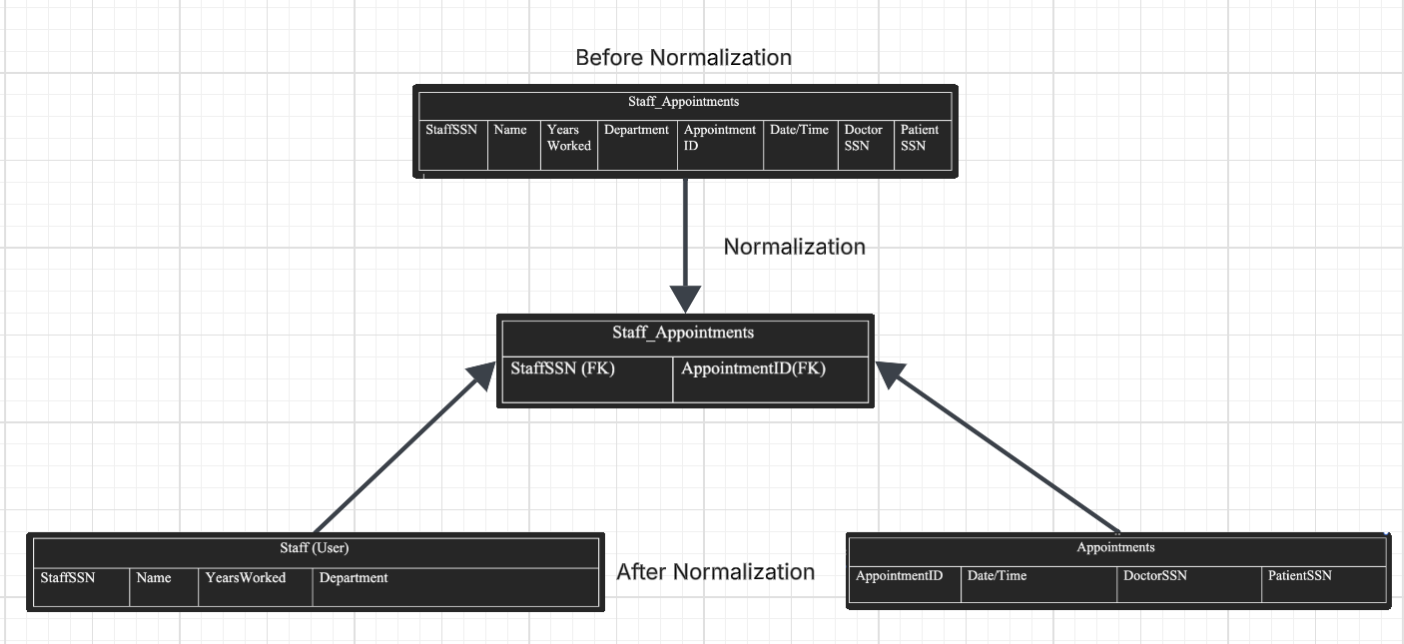 Before Normalization
Staff_Appointments
StaffSSN Name Years Department Appointment Date/Time Doctor Patient
Worked ID SSN SSN
Normalization
Staff_Appointments
StaffSSN (FK) AppointmentID(FK)
Staff (User)
StaffSSN Name YearsWorked Department
After Normalization
Appointments
AppointmentID Date/Time DoctorSSN PatientSSN